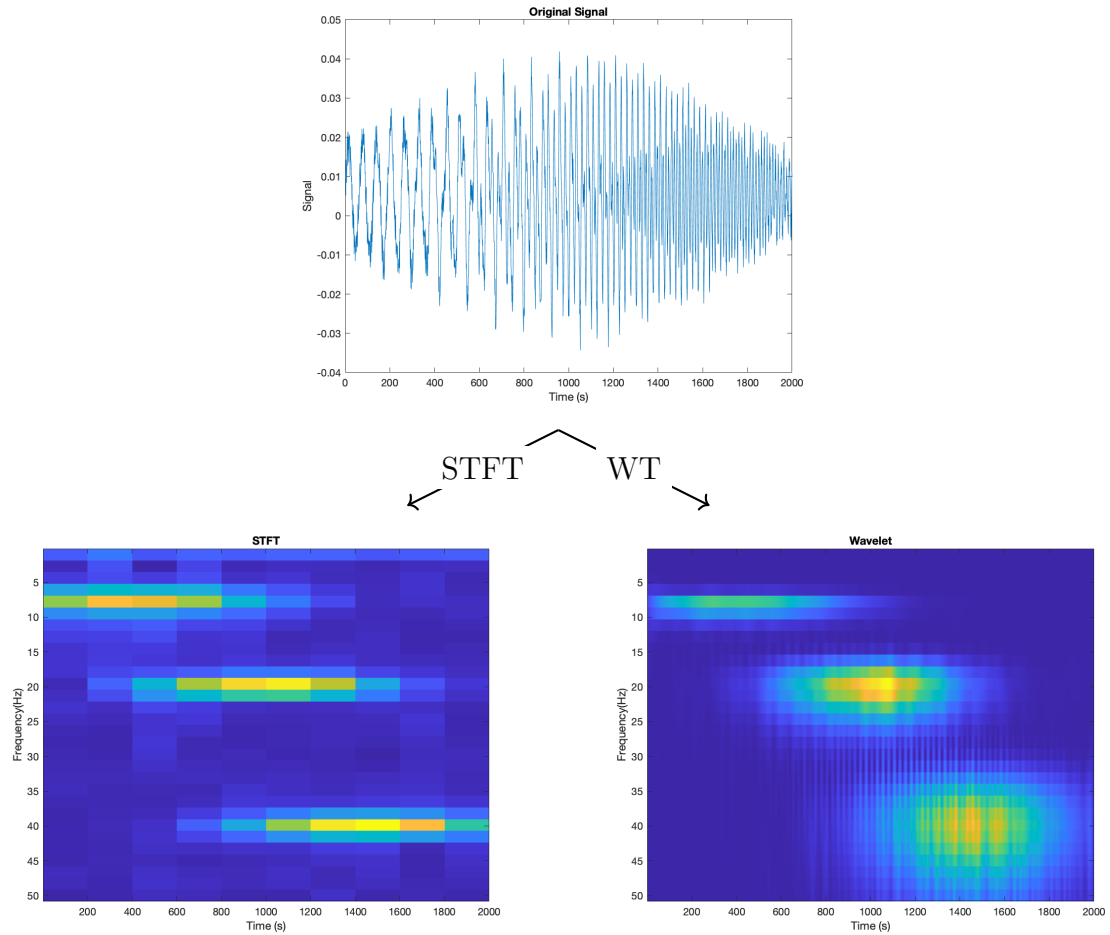 Original Signal
0.05
0.04
0.03
0.02
0.01
0
-0.01
-0.02
-0.03
-0.04
Signal
0 200 400 600 800 1000 1200 1400 1600 1800 2000
Time (s)
STFT WT
STFT
5
10
15
20
25
30
35
40
45
50
Frequency(Hz)
200 400 600 800 1000 1200 1400 1600 1800 2000
Time (s)
Wavelet
5
10
15
20
25
30
35
40
45
50
Frequency(Hz)
200 400 600 800 1000 1200 1400 1600 1800 2000
Time (s)